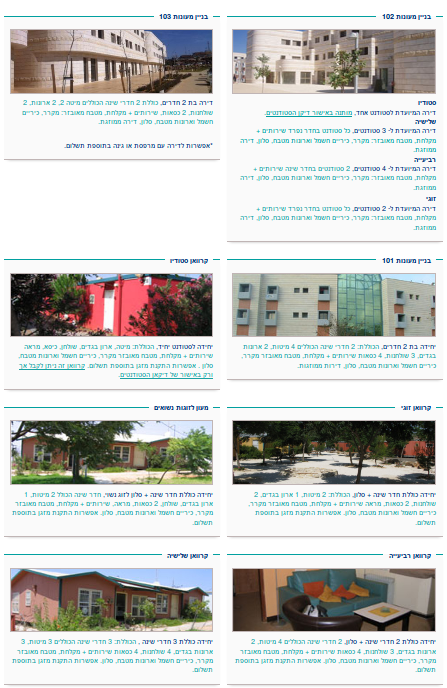 בניין מעונות 102
סטודיו
דירה המיועדת לסטודנט אחד, מותנה באישור דיקן הסטודנטים.
שלישיה
דירה המיועדת ל- 3 סטודנטים, כל סטודנט בחדר נפרד שירותים +
מקלחת, מטבח מאובזר: מקרר, כיריים חשמל וארונות מטבח, סלון, דירה
ממוזגת.
רביעייה
דירה המיועדת ל- 4 סטודנטים, 2 סטודנטים בחדר שינה שירותים +
מקלחת, מטבח מאובזר: מקרר, כיריים חשמל וארונות מטבח, סלון, דירה
ממוזגת.
זוגי
דירה המיועדת ל- 2 סטודנטים, כל סטודנט בחדר נפרד שירותים +
מקלחת, מטבח מאובזר: מקרר, כיריים חשמל וארונות מטבח, סלון, דירה
ממוזגת.
בניין מעונות 103
דירה בת 2 חדרים, כוללת 2 חדרי שינה הכוללים מיטה 2, 2 ארונות, 2
שולחנות, 2 כסאות, שירותים + מקלחת, מטבח מאובזר: מקרר, כיריים
חשמל וארונות מטבח, סלון, דירה ממוזגת.
*אפשרות לדירה עם מרפסת או גינה בתוספת תשלום.
בניין מעונות 101
יחידה בת 2 חדרים, הכוללת: 2 חדרי שינה הכוללים 4 מיטות, 2 ארונות
בגדים, 3 שולחנות, 4 כסאות שירותים + מקלחת, מטבח מאובזר מקרר,
כיריים חשמל וארונות מטבח, סלון, דירות ממוזגות.
קרוואן סטודיו
יחידה לסטודנט יחיד, הכוללת: מיטה, ארון בגדים, שולחן, כיסא, מראה
שירותים + מקלחת, מטבח מאובזר מקרר, כיריים חשמל וארונות מטבח,
סלון . אפשרות התקנת מזגן בתוספת תשלום. קרוואן זה ניתן לקבל אך
ורק באישור של דיקאן הסטודנטים.
קרוואן זוגי
יחידה כוללת חדר שינה + סלון, הכוללת: 2 מיטות, 1 ארון בגדים, 2
שולחנות, 2 כסאות, מראה שירותים + מקלחת, מטבח מאובזר מקרר,
כיריים חשמל וארונות מטבח, סלון, אפשרות התקנת מזגן בתוספת
תשלום.
מעון לזוגות נשואים
יחידה כוללת חדר שינה + סלון לזוג נשוי, חדר שינה הכולל 2 מיטות, 1
ארון בגדים, שולחן, 2 כסאות, מראה, שירותים + מקלחת, מטבח מאובזר
מקרר, כיריים חשמל וארונות מטבח, סלון, אפשרות התקנת מזגן בתוספת
תשלום.
קרוואן רביעייה
יחידה כוללת 2 חדרי שינה + סלון, 2 חדרי שינה הכוללים 4 מיטות, 2
ארונות בגדים, 3 שולחנות, 4 כסאות שירותים + מקלחת, מטבח מאובזר
מקרר, כיריים חשמל וארונות מטבח, סלון, אפשרות התקנת מזגן בתוספת
תשלום.
קרוואן שלישיה
יחידה כוללת 3 חדרי שינה , הכוללת: 3 חדרי שינה הכוללים 3 מיטות, 3
ארונות בגדים, 4 שולחנות, 4 כסאות שירותים + מקלחת, מטבח מאובזר
מקרר, כיריים חשמל וארונות מטבח, סלון, אפשרות התקנת מזגן בתוספת
תשלום.